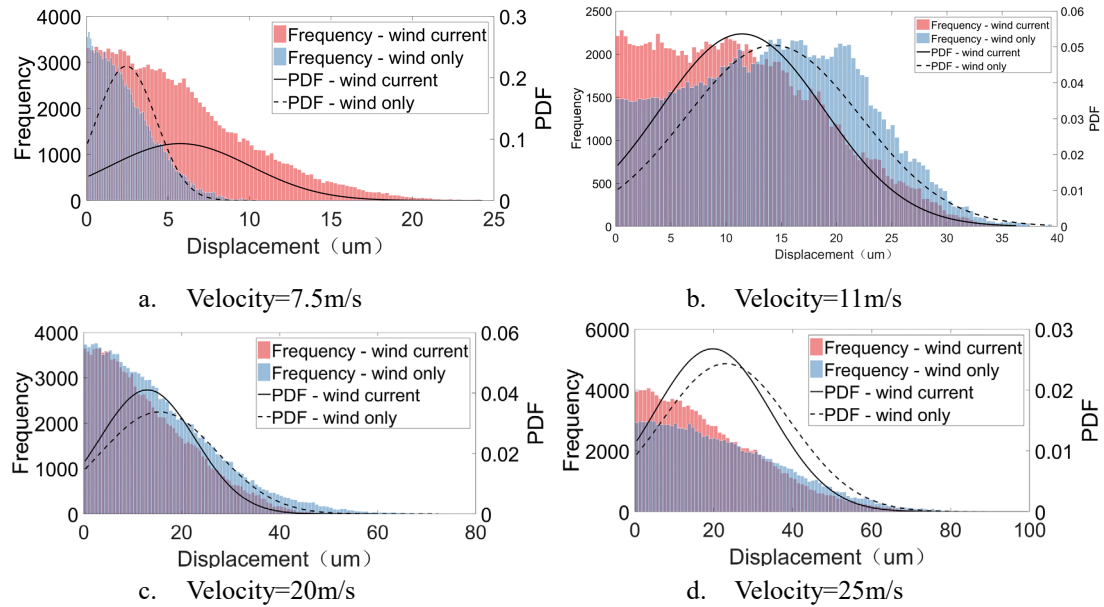 4000
3000
2000
1000
0
Frequency
0.3
0.2
0.1
0
PDF
Frequency - wind current
Frequency - wind only
PDF - wind current
PDF - wind only
0 5 10 15 20 25
Displacement（um）
a. Velocity=7.5m/s
2500
2000
1500
1000
500
0
Frequency
0.06
0.05
0.04
0.03
0.02
0.01
0
PDF
Frequency - wind current
Frequency - wind only
PDF - wind current
PDF - wind only
0 5 10 15 20 25 30 35 40
Displacement（um）
b. Velocity=11m/s
4000
3000
2000
1000
0
Frequency
0.06
0.04
0.02
0
PDF
Frequency - wind current
Frequency - wind only
PDF - wind current
PDF - wind only
0 20 40 60 80
Displacement（um）
c. Velocity=20m/s
6000
4000
2000
0
Frequency
0.03
0.02
0.01
0
PDF
Frequency - wind current
Frequency - wind only
PDF - wind current
PDF - wind only
0 20 40 60 80 100
Displacement（um）
d. Velocity=25m/s